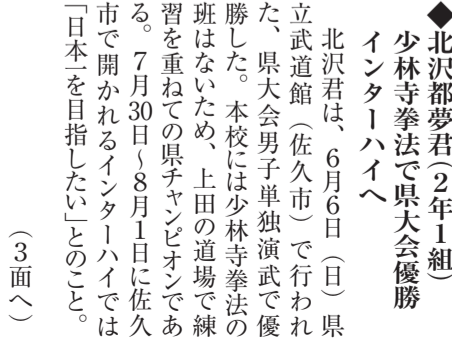 ◆北沢都夢君(2年1組)
少林寺拳法で県大会優勝
インターハイへ
北沢君は、6月6日(日)県
立武道館(佐久市)で行われ
た、県大会男子単独演武で優
勝した。本校には少林寺拳法の
班はないため、上田の道場で練
習を重ねての県チャンピオンであ
る。7月30日~8月1日に佐久
市で開かれるインターハイでは
「日本一を目指したい」とのこと。
(3面へ)